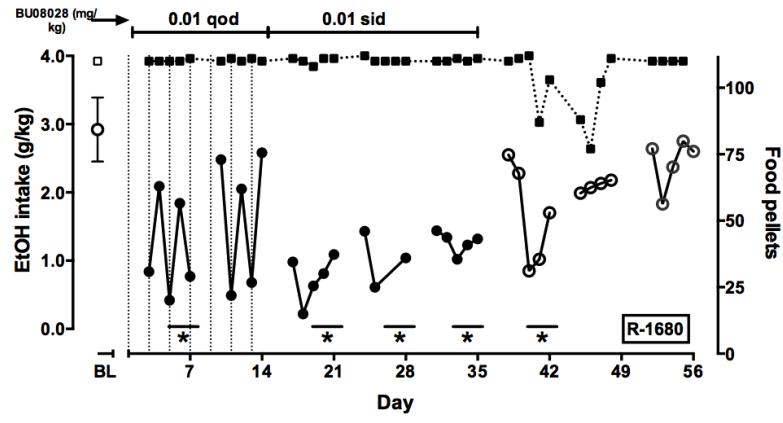 BU08028 (mg/
kg)
0.01 qod 0.01 sid
4.0
3.0
2.0
1.0
0.0
EtOH intake (g/kg)
100
75
50
25
0
Food pellets
* * * * *
R-1680
BL 7 14 21 28 35 42 49 56
Day